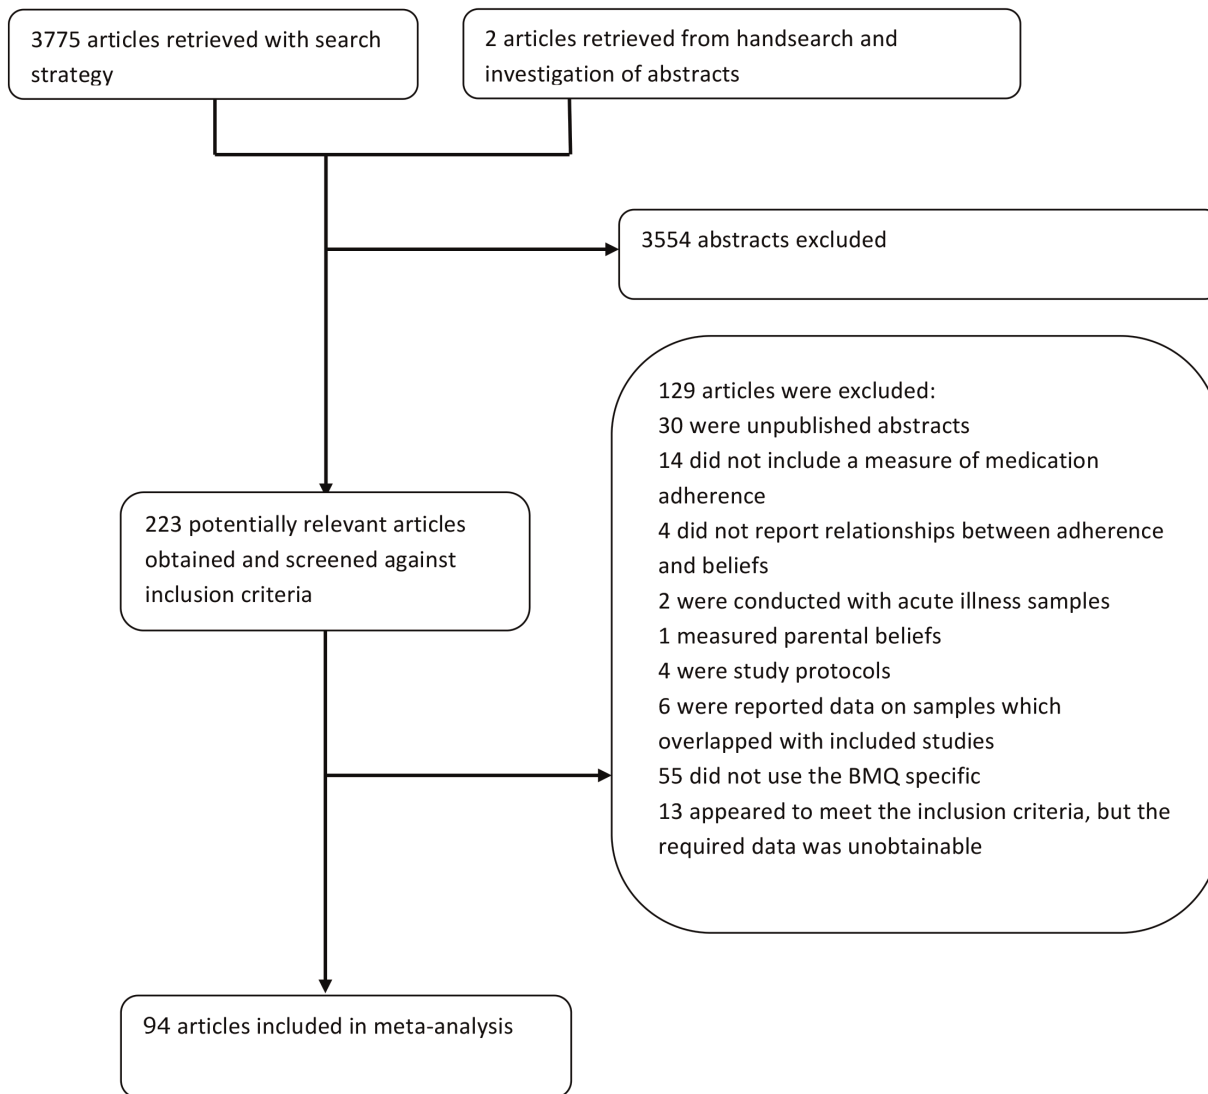 3775 articles retrieved with search
strategy
2 articles retrieved from handsearch and
investigation of abstracts
3554 abstracts excluded
129 articles were excluded:
30 were unpublished abstracts
14 did not include a measure of medication
adherence
4 did not report relationships between adherence
and beliefs
2 were conducted with acute illness samples
1 measured parental beliefs
4 were study protocols
6 were reported data on samples which
overlapped with included studies
55 did not use the BMQ specific
13 appeared to meet the inclusion criteria, but the
required data was unobtainable
223 potentially relevant articles
obtained and screened against
inclusion criteria
94 articles included in meta-analysis